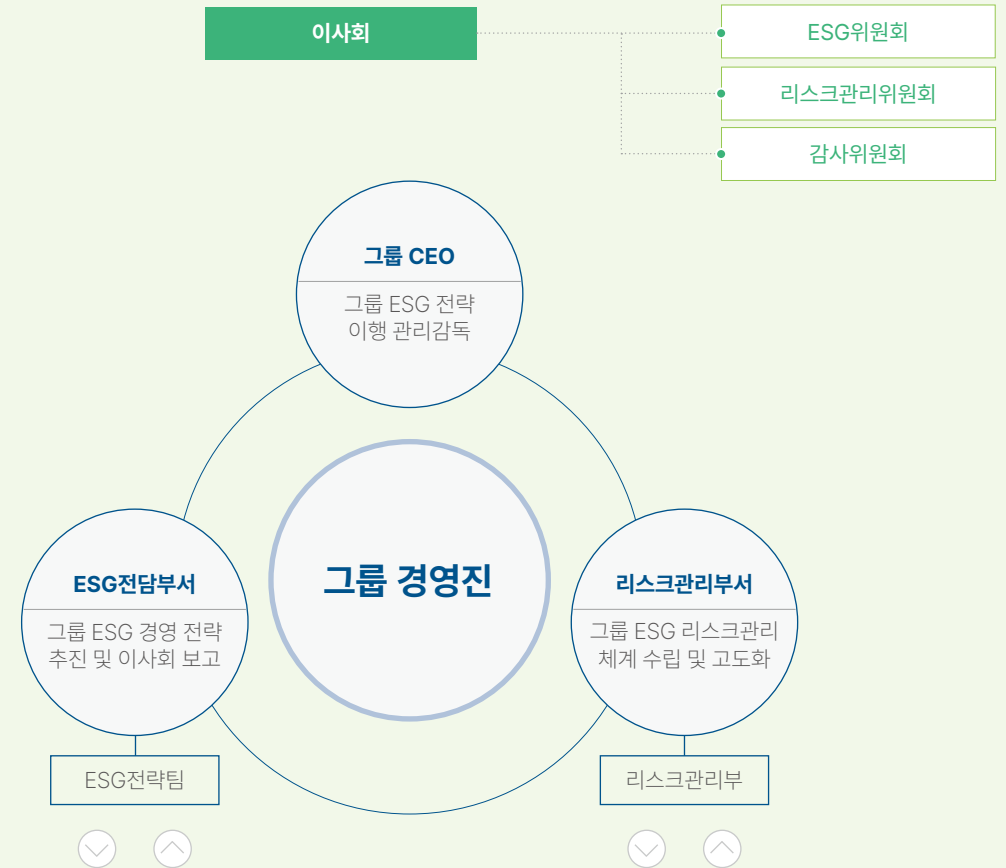 이사회
ESG위원회
리스크관리위원회
감사위원회
그룹 CEO
그룹 ESG 전략
이행 관리감독
그룹 경영진
ESG전담부서
그룹 ESG 경영 전략
추진 및 이사회 보고
리스크관리부서
그룹 ESG 리스크관리
체계 수립 및 고도화
ESG전략팀
리스크관리부